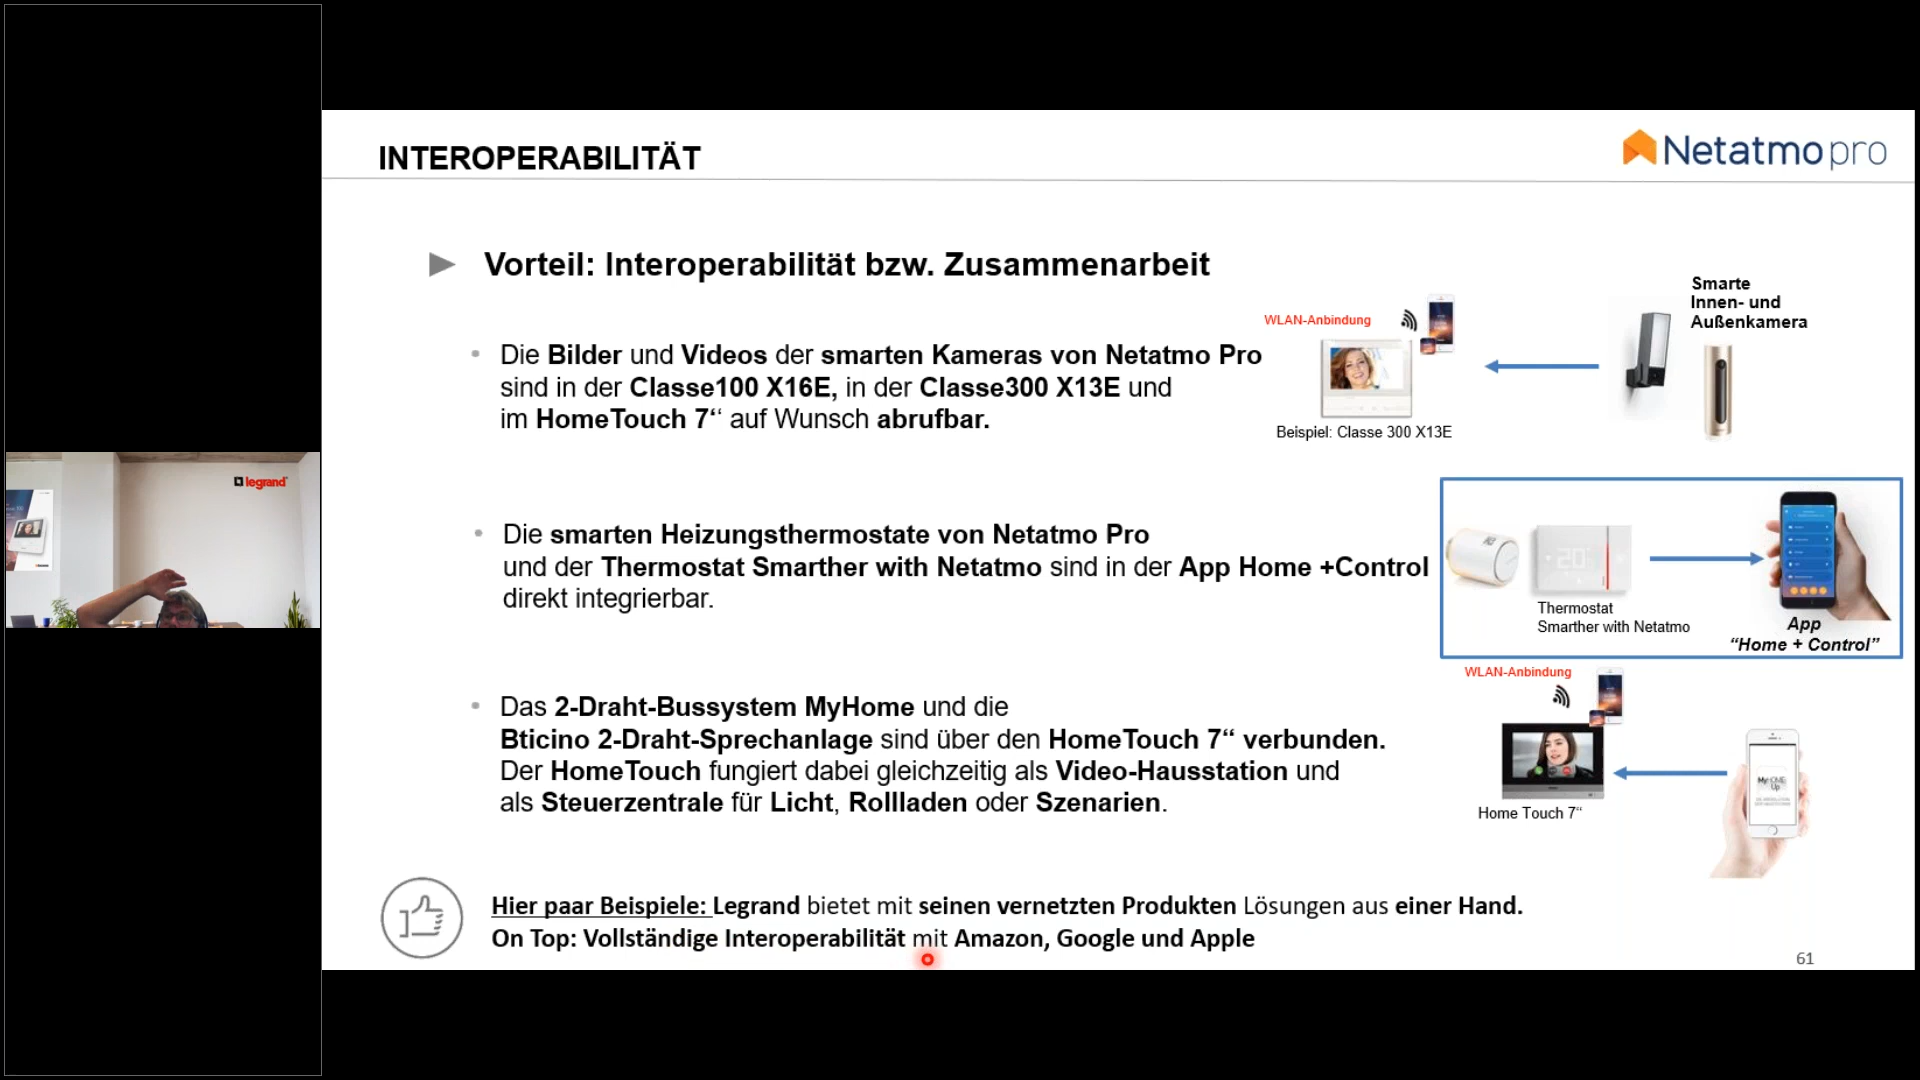 legrand
INTEROPERABILITÄT
Netatmo pro
Vorteil: Interoperabilität bzw. Zusammenarbeit
Die Bilder und Videos der smarten Kameras von Netatmo Pro
sind in der Classe100 X16E, in der Classe300 X13E und
im HomeTouch 7‘‘ auf Wunsch abrufbar.
WLAN-Anbindung
Beispiel: Classe 300 X13E
Smarte
Innen- und
Außenkamera
Die smarten Heizungsthermostate von Netatmo Pro
und der Thermostat Smarther with Netatmo sind in der App Home +Control
direkt integrierbar.
20
Thermostat
Smarther with Netatmo
App
“Home + Control”
Das 2-Draht-Bussystem MyHome und die
Bticino 2-Draht-Sprechanlage sind über den HomeTouch 7“ verbunden.
Der HomeTouch fungiert dabei gleichzeitig als Video-Hausstation und
als Steuerzentrale für Licht, Rollladen oder Szenarien.
WLAN-Anbindung
Home Touch 7“
MyHOME
Up
Hier paar Beispiele: Legrand bietet mit seinen vernetzten Produkten Lösungen aus einer Hand.
On Top: Vollständige Interoperabilität mit Amazon, Google und Apple
61